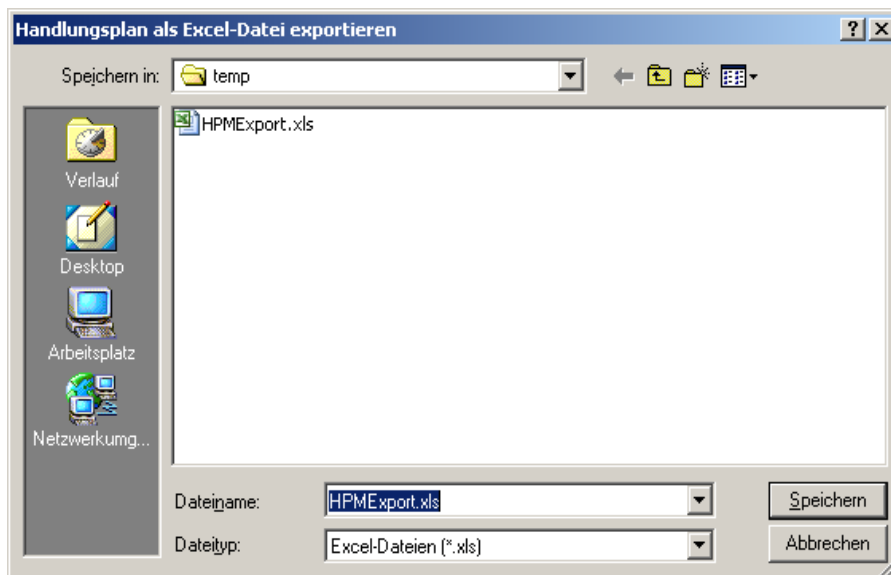 Handlungsplan als Excel-Datei exportieren
Speichern in:
temp
HPMExport.xls
Verlauf
Desktop
Arbeitsplatz
Netzwerkumg...
Dateiname:
HPMExport.xls
Speichern
Dateityp:
Excel-Dateien (*.xls)
Abbrechen